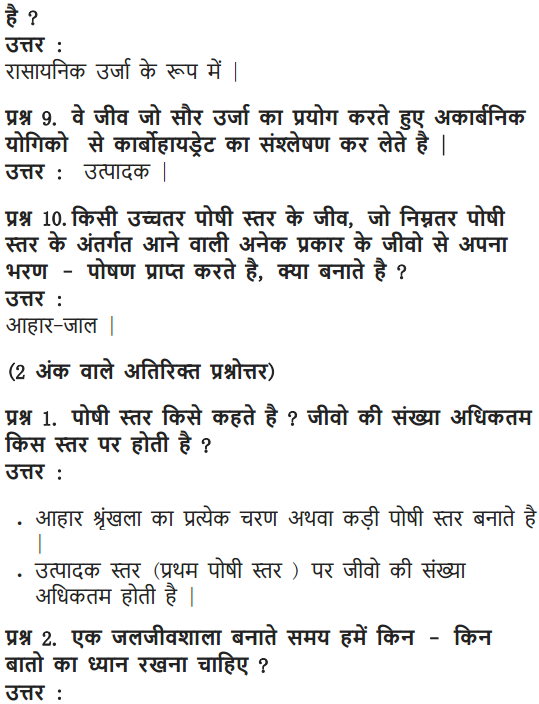 है ?
उत्तर :
रासायनिक उर्जा के रूप में |
प्रश्न 9. वे जीव जो सौर उर्जा का प्रयोग करते हुए अकार्बनिक
योगिको से कार्बोहायड्रेट का संश्लेषण कर लेते है |
उत्तर : उत्पादक |
प्रश्न 10. किसी उच्चतर पोषी स्तर के जीव, जो निम्नतर पोषी
स्तर के अंतर्गत आने वाली अनेक प्रकार के जीवो से अपना
भरण - पोषण प्राप्त करते है, क्या बनाते है ?
उत्तर :
आहार-जाल |
(2 अंक वाले अतिरिक्त प्रश्नोत्तर)
प्रश्न 1. पोषी स्तर किसे कहते है ? जीवो की संख्या अधिकतम
किस स्तर पर होती है ?
उत्तर :
. आहार श्रृंखला का प्रत्येक चरण अथवा कड़ी पोषी स्तर बनाते है
|
. उत्पादक स्तर (प्रथम पोषी स्तर ) पर जीवो की संख्या
अधिकतम होती है |
प्रश्न 2. एक जलजीवशाला बनाते समय हमें किन - किन
बातो का ध्यान रखना चाहिए ?
उत्तर :